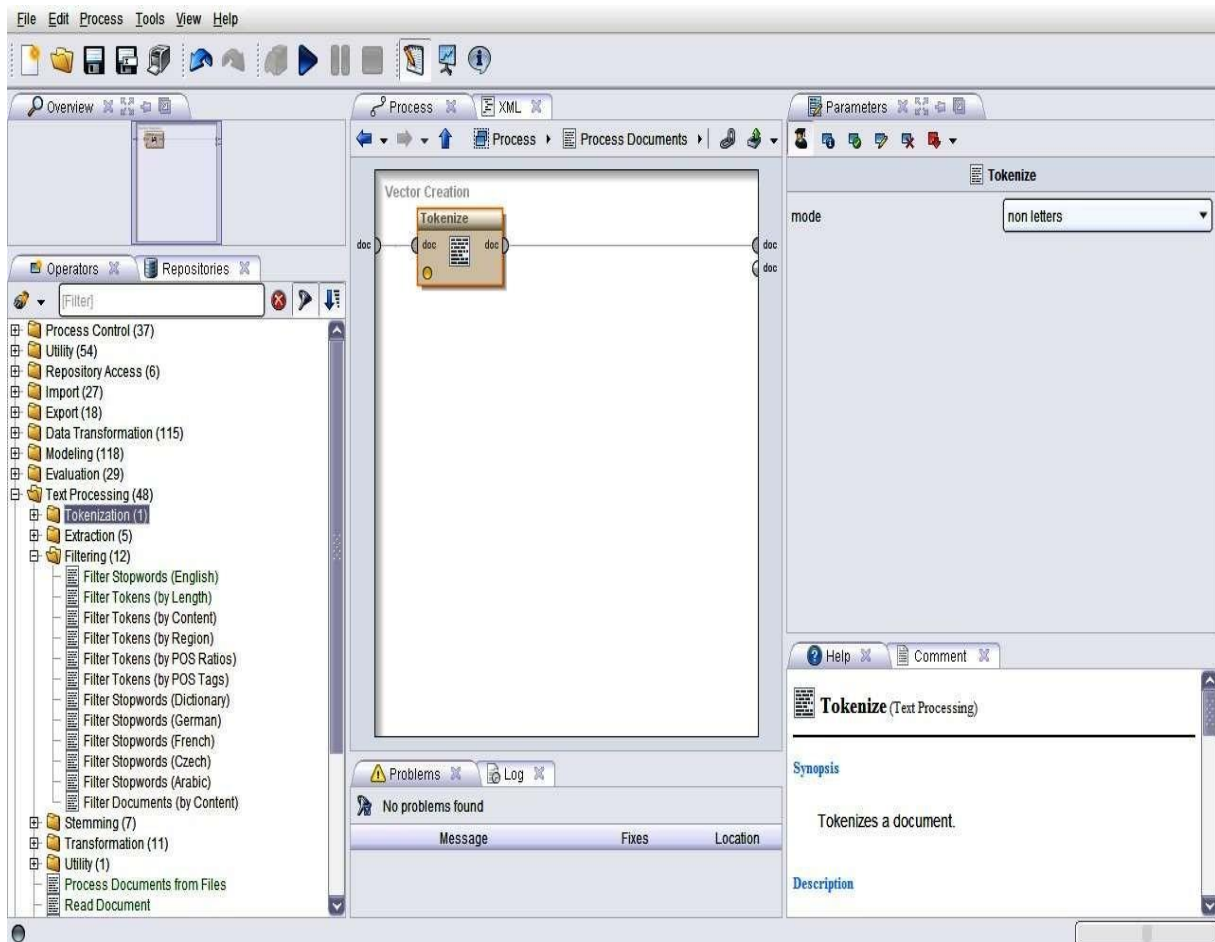 File Edit Process Tools View Help
Overview
Operators
Repositories
[Filter]
Process Control (37)
Utility (54)
Repository Access (6)
Import (27)
Export (18)
Data Transformation (115)
Modeling (118)
Evaluation (29)
Text Processing (48)
Tokenization (1)
Extraction (5)
Filtering (12)
Filter Stopwords (English)
Filter Tokens (by Length)
Filter Tokens (by Content)
Filter Tokens (by Region)
Filter Tokens (by POS Ratios)
Filter Tokens (by POS Tags)
Filter Stopwords (Dictionary)
Filter Stopwords (German)
Filter Stopwords (French)
Filter Stopwords (Czech)
Filter Stopwords (Arabic)
Filter Documents (by Content)
Stemming (7)
Transformation (11)
Utility (1)
Process Documents from Files
Read Document
Process
XML
Process
Process Documents
Vector Creation
Tokenize
doc
doc
doc
doc
doc
Problems
Log
No problems found
Message Fixes Location
Parameters
Tokenize
mode
non letters
Help
Comment
Tokenize (Text Processing)
Synopsis
Tokenizes a document.
Description